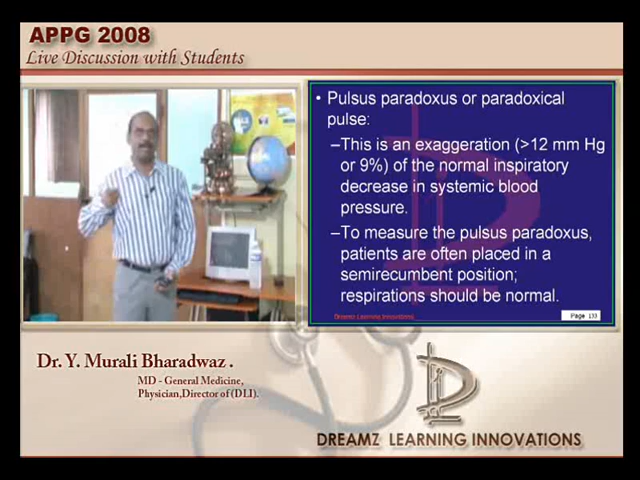 APPG 2008
Live Discussion with Students
• Pulsus paradoxus or paradoxical
pulse:
–This is an exaggeration (>12 mm Hg
or 9%) of the normal inspiratory
decrease in systemic blood
pressure.
–To measure the pulsus paradoxus,
patients are often placed in a
semirecumbent position;
respirations should be normal.
Dreamz Learning Innovations
Page 133
Dr. Y. Murali Bharadwaz .
MD - General Medicine,
Physician,Director of (DLI).
DREAMZ LEARNING INNOVATIONS